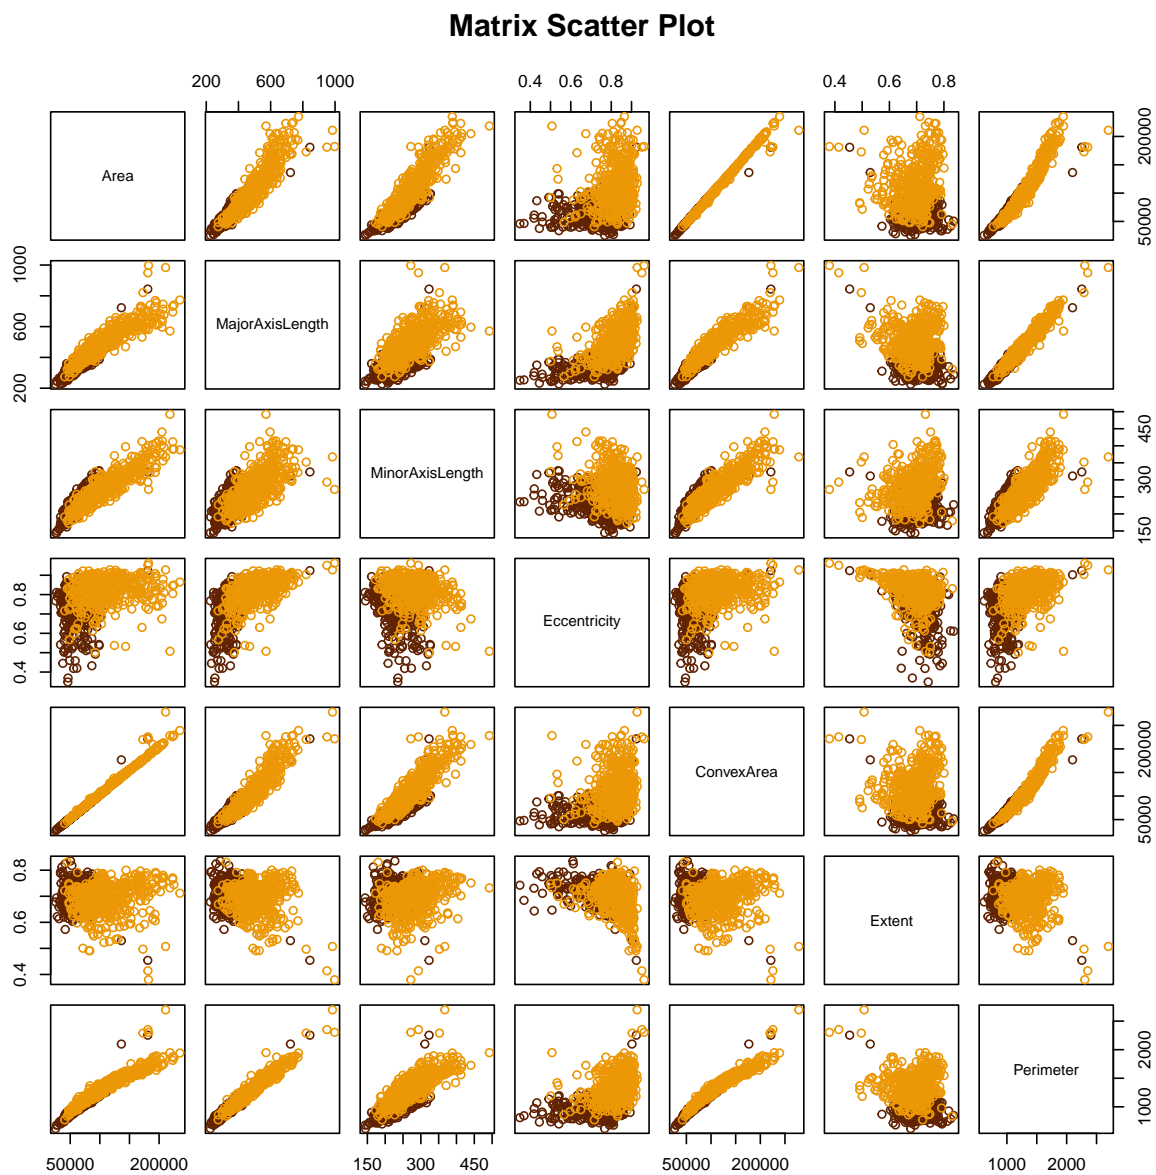 Matrix Scatter Plot
200 600 1000 0.4 0.6 0.8 0.4 0.6 0.8
Area
50000 200000
MajorAxisLength
200 600 1000
MinorAxisLength
150 300 450
Eccentricity
0.4 0.6 0.8
ConvexArea
50000 200000
Extent
0.4 0.6 0.8
Perimeter
1000 2000
50000 200000 150 300 450 50000 200000 1000 2000